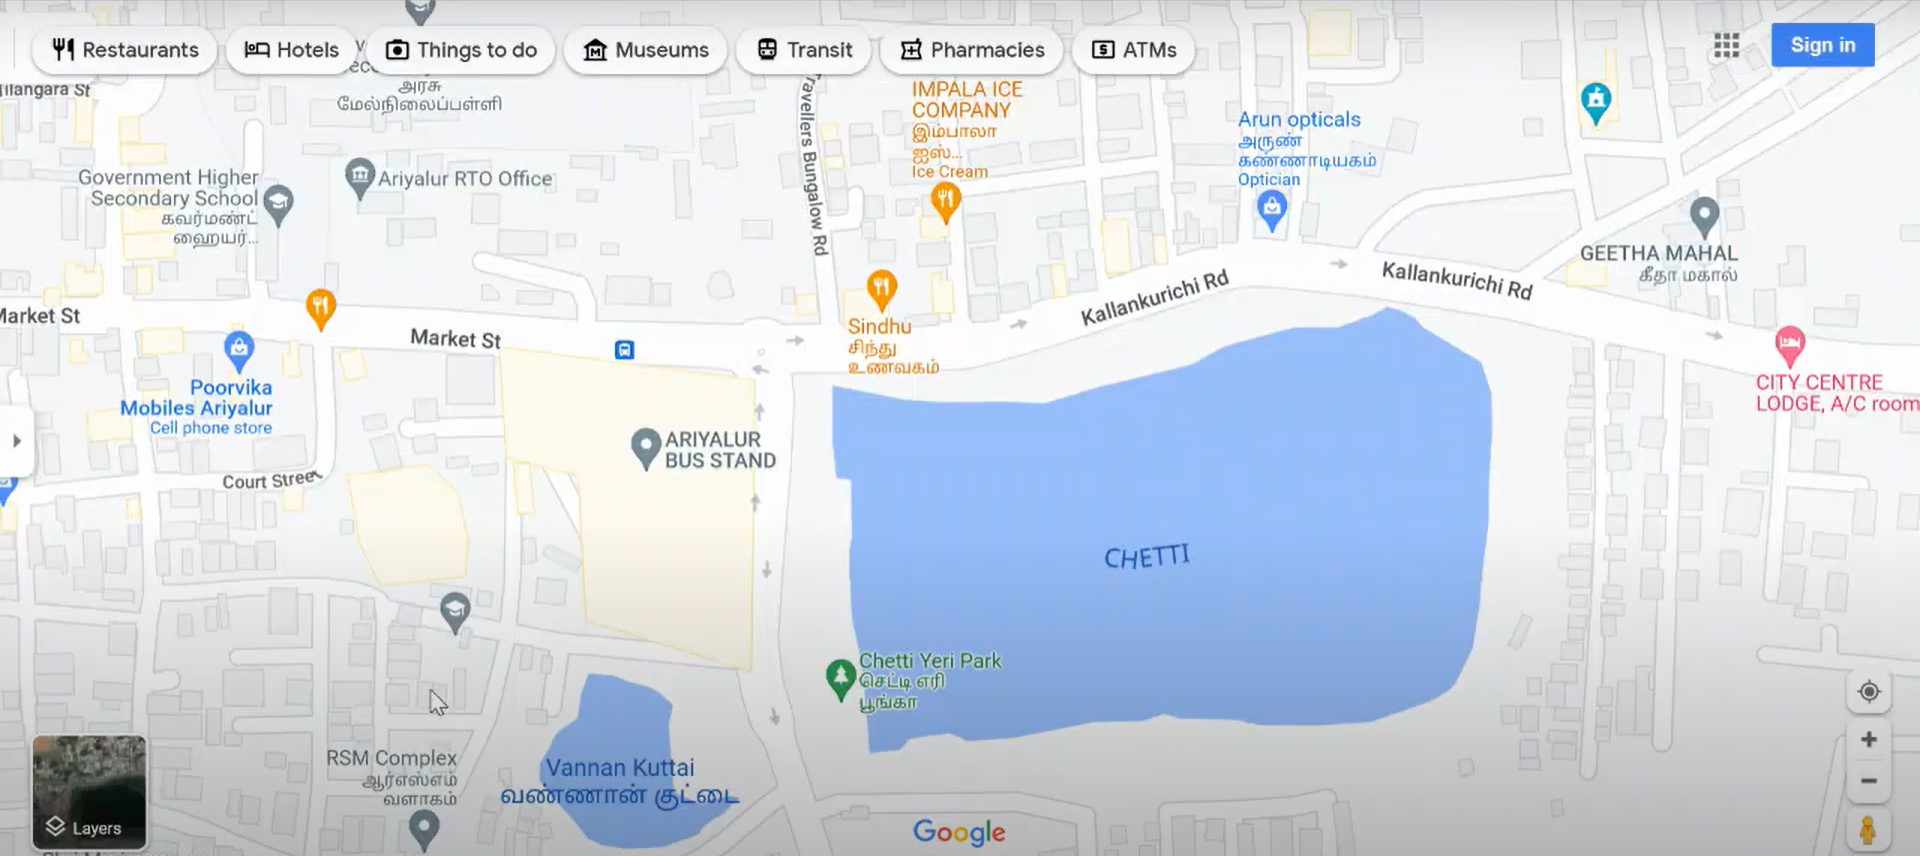 Restaurants
Hotels
Things to do
Museums
Transit
Pharmacies
ATMs
Sign in
அரசு
மேல்நிலைப்பள்ளி
Government Higher
Secondary School
கவர்மண்ட்
ஹையர்...
Ariyalur RTO Office
Travellers Bungalow Rd
IMPALA ICE
COMPANY
இம்பாலா
ஐஸ்...
Ice Cream
Arun opticals
அருண்
கண்ணாடியகம்
Optician
GEETHA MAHAL
கீதா மகால்
Kallankurichi Rd
Kallankurichi Rd
Market St
Market St
Sindhu
சிந்து
உணவகம்
Poorvika
Mobiles Ariyalur
Cell phone store
CITY CENTRE
LODGE, A/C room
ARIYALUR
BUS STAND
Court Street
CHETTI
Chetti Yeri Park
செட்டி எரி
பூங்கா
RSM Complex
ஆர்எஸ்எம்
வளாகம்
Vannan Kuttai
வண்ணான் குட்டை
Layers
Google